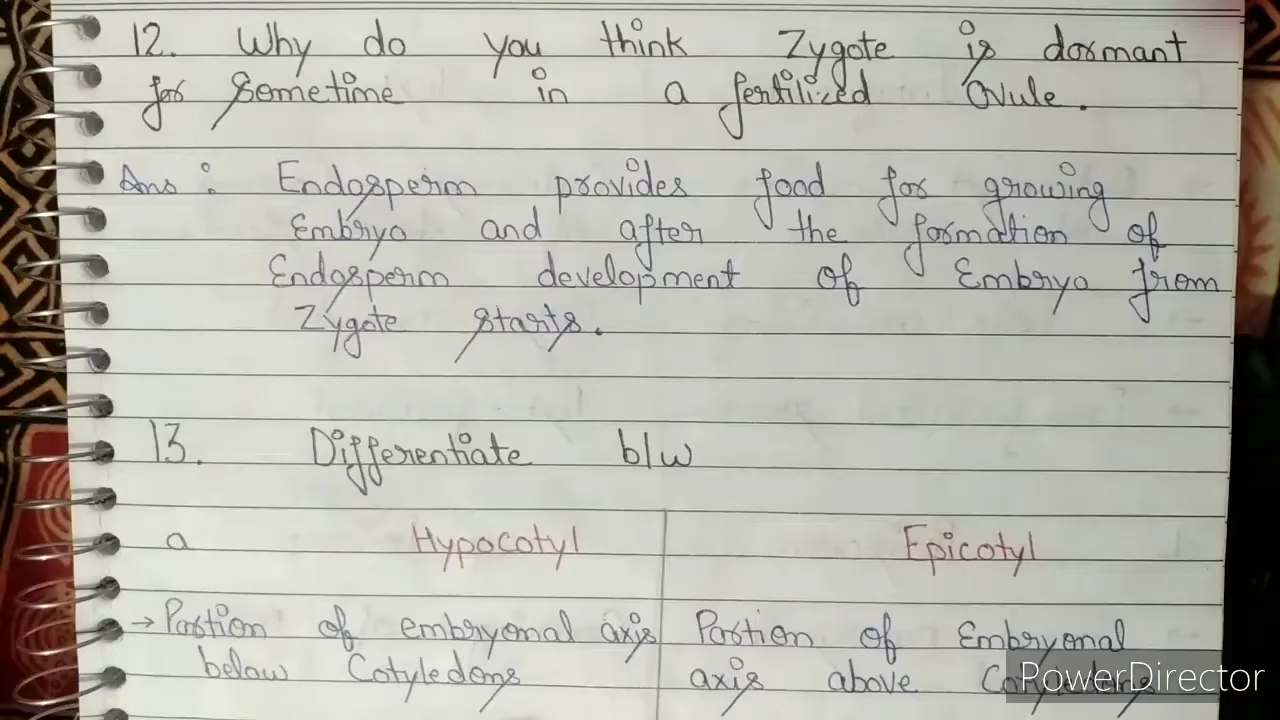 12. Why do you think Zygote is dormant
for Sometime in a fertilized Ovule.
Ans : Endosperm provides food for growing
Embryo and after the formation of
Endosperm development of Embryo from
Zygote starts.
13. Differentiate b/w
a Hypocotyl Epicotyl
→ Portion of embryonal axis Portion of Embryonal
below Cotyledons axis above Cotyledons
PowerDirector